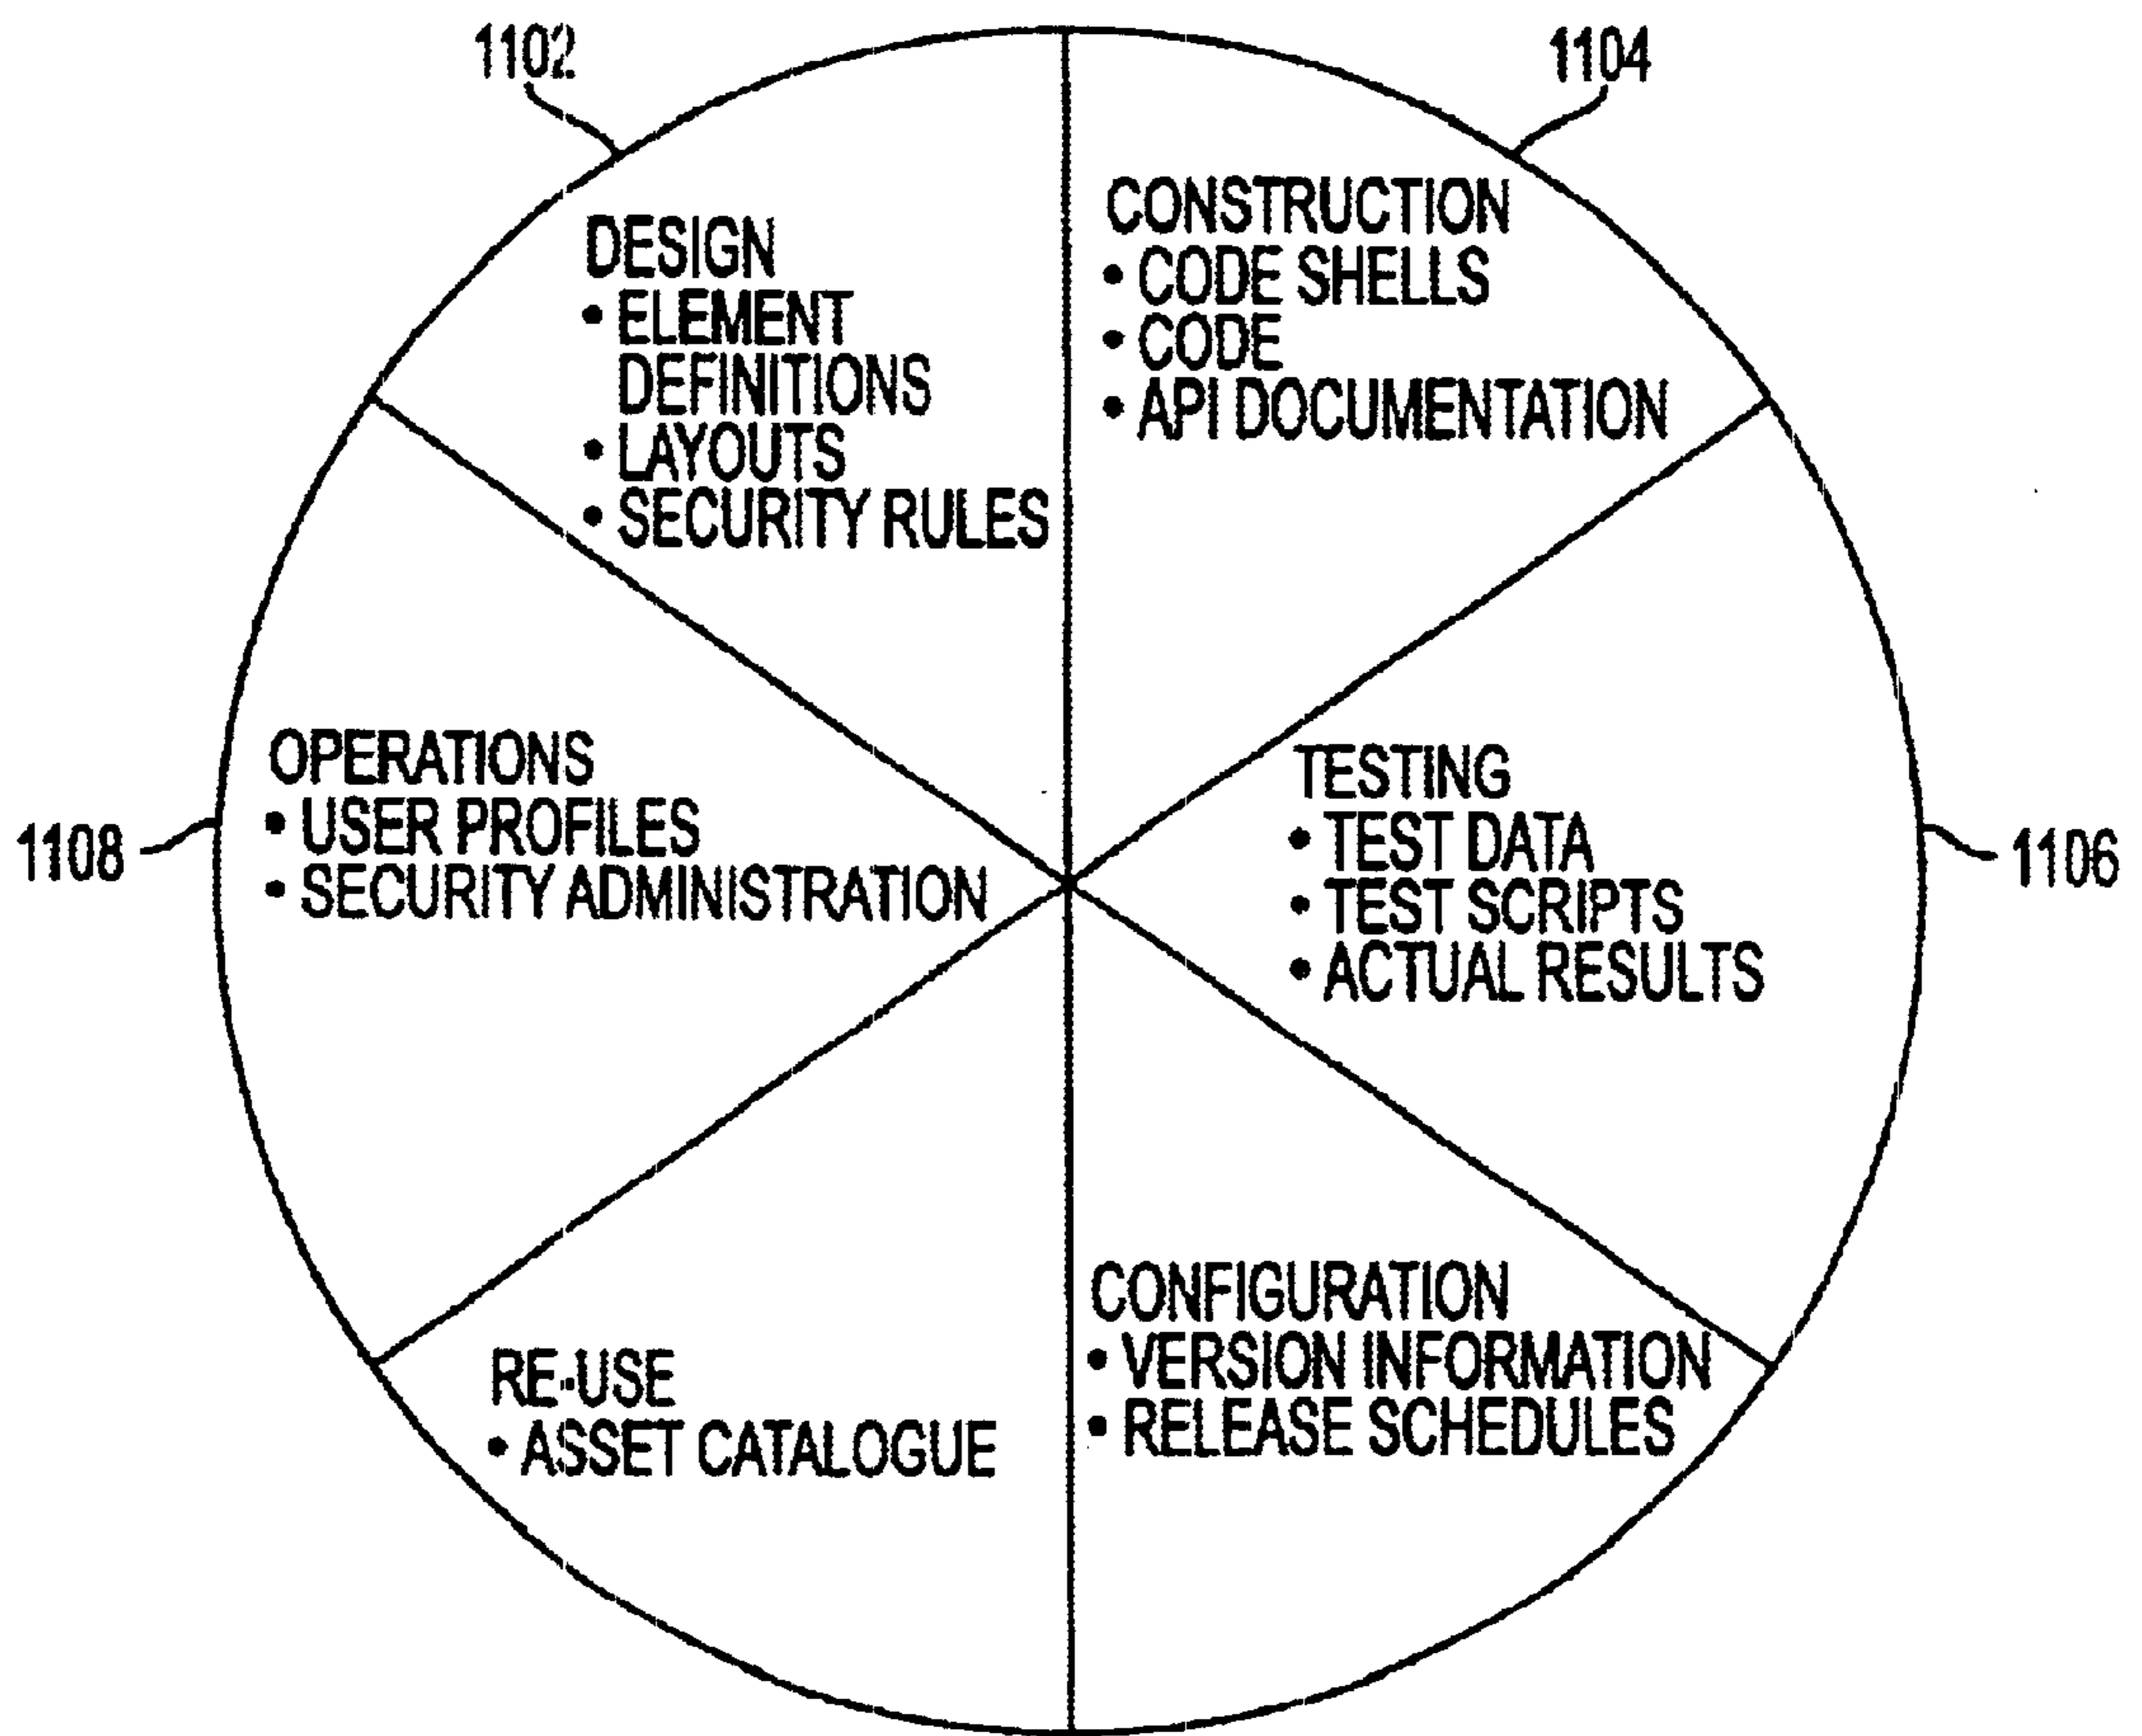 1102
1104
DESIGN
• ELEMENT
DEFINITIONS
• LAYOUTS
• SECURITY RULES
CONSTRUCTION
• CODE SHELLS
• CODE
• API DOCUMENTATION
OPERATIONS
• USER PROFILES
• SECURITY ADMINISTRATION
1108
TESTING
• TEST DATA
• TEST SCRIPTS
• ACTUAL RESULTS
1106
RE-USE
• ASSET CATALOGUE
CONFIGURATION
• VERSION INFORMATION
• RELEASE SCHEDULES